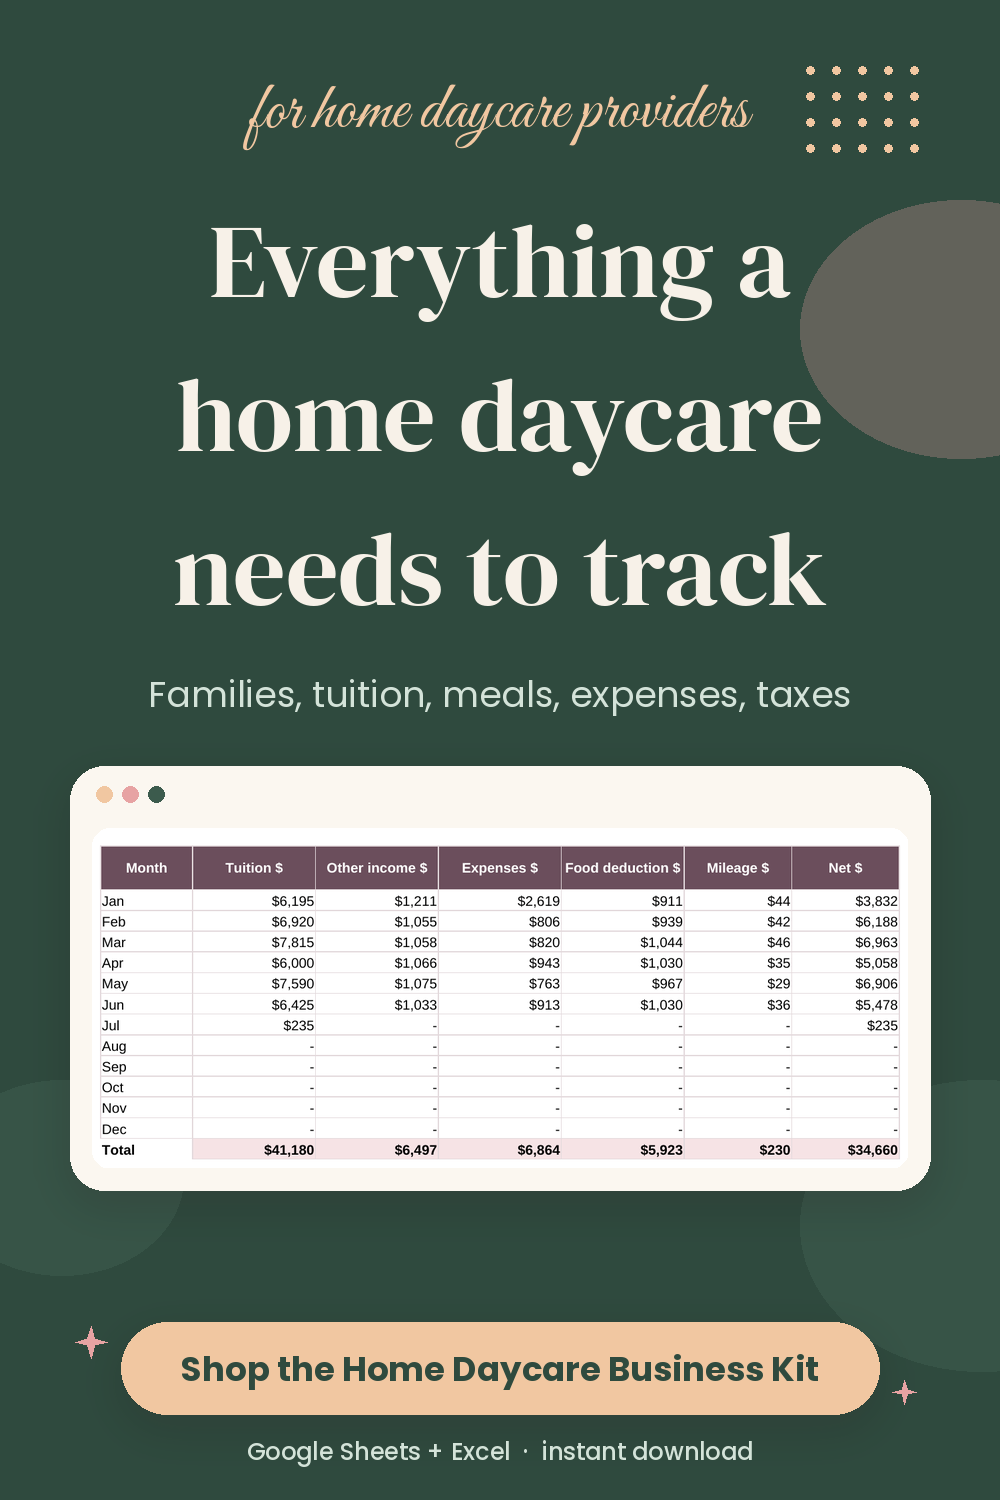 for home daycare providers
Everything a
home daycare
needs to track
Families, tuition, meals, expenses, taxes
Month Tuition $ Other income $ Expenses $ Food deduction $ Mileage $ Net $
Jan $6,195 $1,211 $2,619 $911 $44 $3,832
Feb $6,920 $1,055 $806 $939 $42 $6,188
Mar $7,815 $1,058 $820 $1,044 $46 $6,963
Apr $6,000 $1,066 $943 $1,030 $35 $5,058
May $7,590 $1,075 $763 $967 $29 $6,906
Jun $6,425 $1,033 $913 $1,030 $36 $5,478
Jul $235 - - - - $235
Aug - - - - - -
Sep - - - - - -
Oct - - - - - -
Nov - - - - - -
Dec - - - - - -
Total $41,180 $6,497 $6,864 $5,923 $230 $34,660
Shop the Home Daycare Business Kit
Google Sheets + Excel · instant download